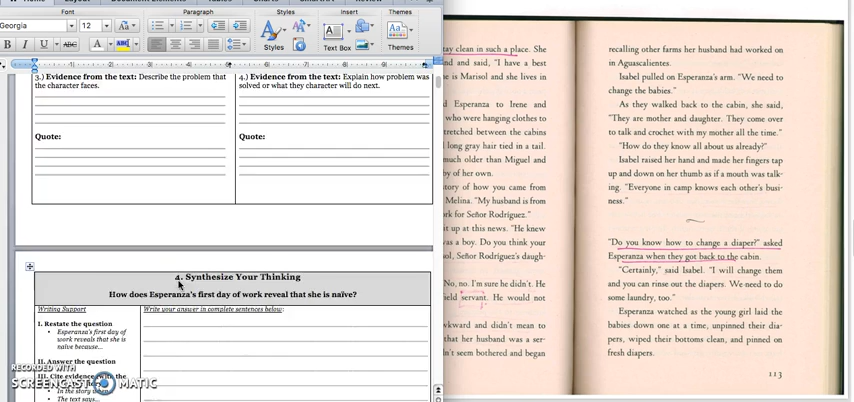 Font
Paragraph
Styles
Insert
Themes
Georgia
12
Aa
B I U ABC
A
ABC
Styles
Text Box
Themes
3.) Evidence from the text: Describe the problem that
the character faces.
Quote:
4.) Evidence from the text: Explain how problem was
solved or what they character will do next.
Quote:
4. Synthesize Your Thinking
How does Esperanza's first day of work reveal that she is naïve?
Writing Support
Write your answer in complete sentences below:
I. Restate the question
Esperanza's first day of
work reveals that she is
naïve because...
II. Answer the question
III. Cite evidence with the
In the story when
The text says...
RECORDED WITH
SCREENCAST MATIC
tay clean in such a place. She
nd and said, "I have a best
e is Marisol and she lives in
d Esperanza to Irene and
who were hanging clothes to
tretched between the cabins
long gray hair tied in a tail.
much older than Miguel and
by of her own.
tory of how you came from
Melina. "My husband is from
rk for Señor Rodríguez."
t up at this news. "He knew
as a boy. Do you think your
sol, Señor Rodríguez's daugh-
No, no. I'm sure he didn't. He
ield servant. He would not
kward and didn't mean to
that her husband was a ser-
n't seem bothered and began
recalling other farms her husband had worked on
in Aguascalientes.
Isabel pulled on Esperanza's arm. "We need to
change the babies."
As they walked back to the cabin, she said,
"They are mother and daughter. They come over
to talk and crochet with my mother all the time."
"How do they know all about us already?"
Isabel raised her hand and made her fingers tap
up and down on her thumb as if a mouth was talk-
ing. "Everyone in camp knows each other's busi-
ness."
"Do you know how to change a diaper?" asked
Esperanza when they got back to the cabin.
"Certainly," said Isabel. "I will change them
and you can rinse out the diapers. We need to do
some laundry, too."
Esperanza watched as the young girl laid the
babies down one at a time, unpinned their dia-
pers, wiped their bottoms clean, and pinned on
fresh diapers.
113